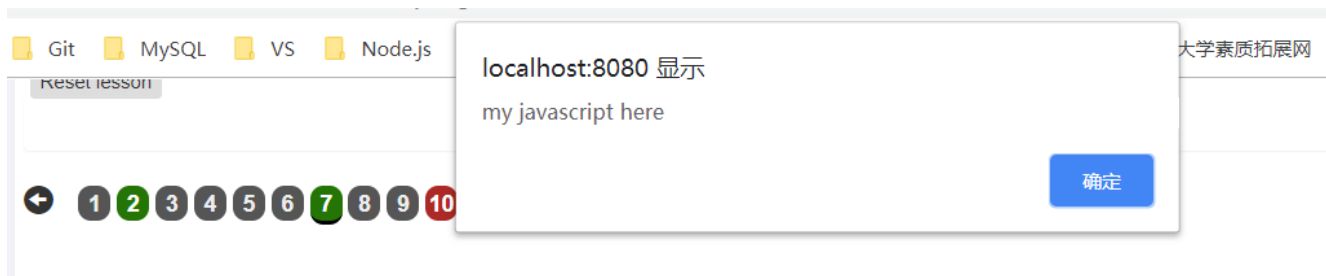 Git MySQL VS Node.js 大学素质拓展网
localhost:8080 显示
Reset lesson
my javascript here
确定
1 2 3 4 5 6 7 8 9 10